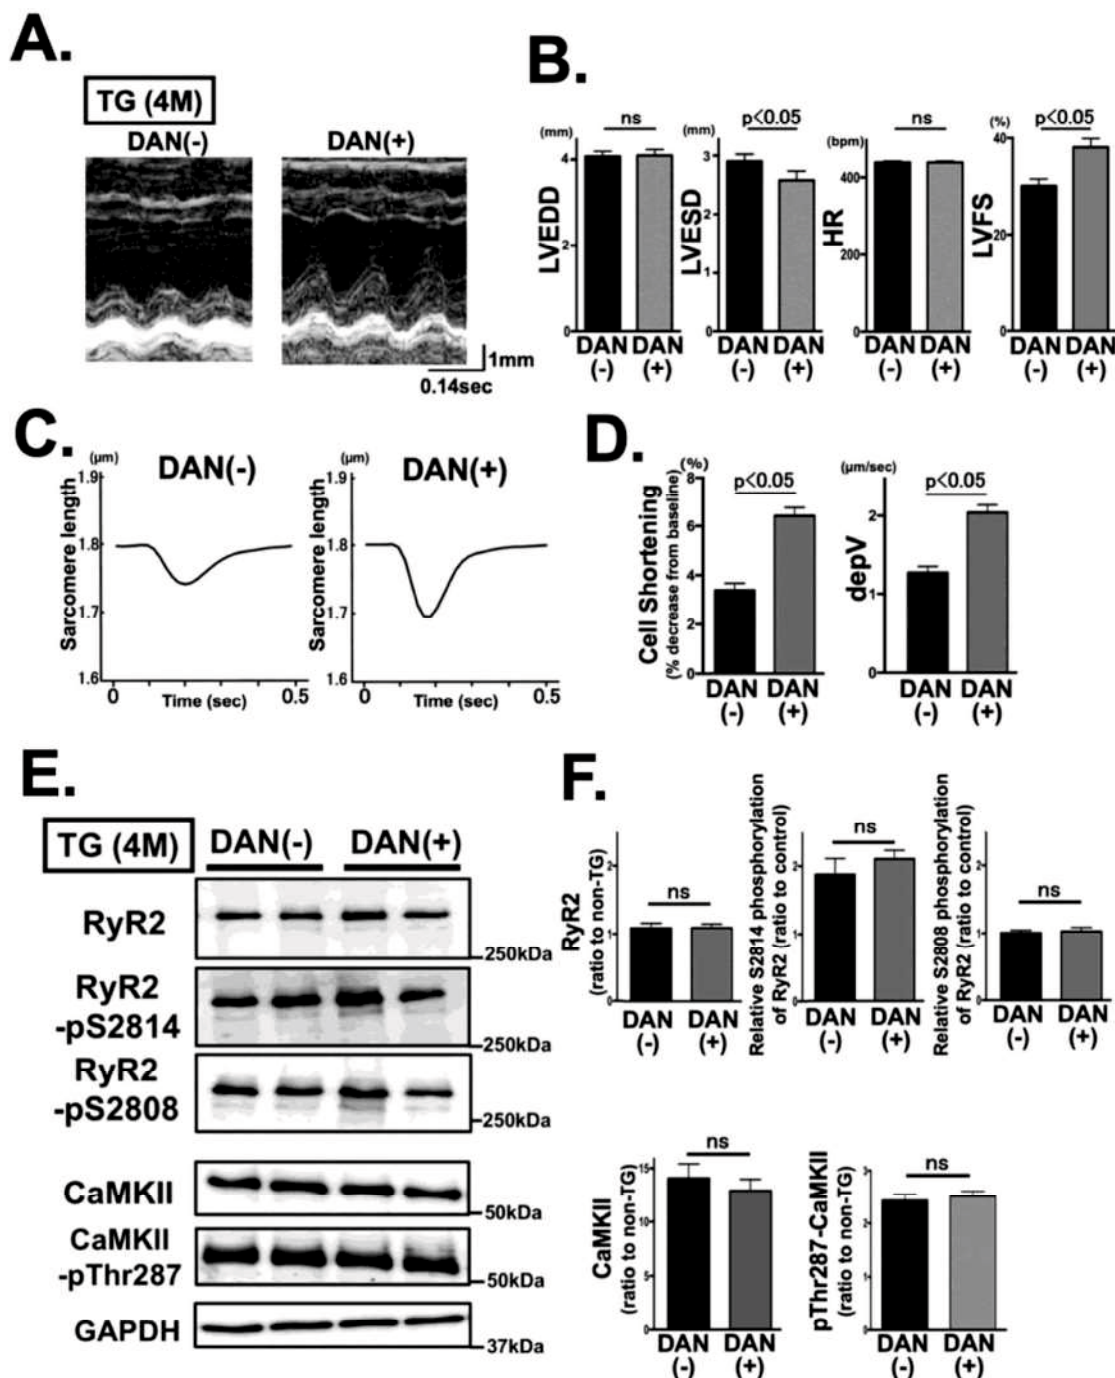 A.
TG (4M)
DAN(-)
DAN(+)
1mm
0.14sec
B.
(mm)
ns
LVEDD
4
2
0
DAN
(-)
DAN
(+)
(mm)
p<0.05
LVESD
3
2
1
0
DAN
(-)
DAN
(+)
(bpm)
ns
HR
400
200
0
DAN
(-)
DAN
(+)
(%)
p<0.05
LVFS
40
20
0
DAN
(-)
DAN
(+)
C.
(µm)
DAN(-)
Sarcomere length
1.9
1.8
1.7
1.6
0
Time (sec)
0.5
(µm)
DAN(+)
Sarcomere length
1.9
1.8
1.7
1.6
0
Time (sec)
0.5
D.
(%)
p<0.05
Cell Shortening
(% decrease from baseline)
8
6
4
2
0
DAN
(-)
DAN
(+)
µm/sec)
p<0.05
depV
2
1
0
DAN
(-)
DAN
(+)
E.
TG (4M)
DAN(-)
DAN(+)
RyR2
250kDa
RyR2
-pS2814
250kDa
RyR2
-pS2808
250kDa
CaMKII
50kDa
CaMKII
-pThr287
50kDa
GAPDH
37kDa
F.
ns
RyR2
(ratio to non-TG)
2
1
0
DAN
(-)
DAN
(+)
ns
Relative S2814 phosphorylation
of RyR2 (ratio to control)
2
1
0
DAN
(-)
DAN
(+)
ns
Relative S2808 phosphorylation
of RyR2 (ratio to control)
2
1
0
DAN
(-)
DAN
(+)
ns
CaMKII
(ratio to non-TG)
15
10
5
0
DAN
(-)
DAN
(+)
ns
pThr287-CaMKII
(ratio to non-TG)
3
2
1
0
DAN
(-)
DAN
(+)